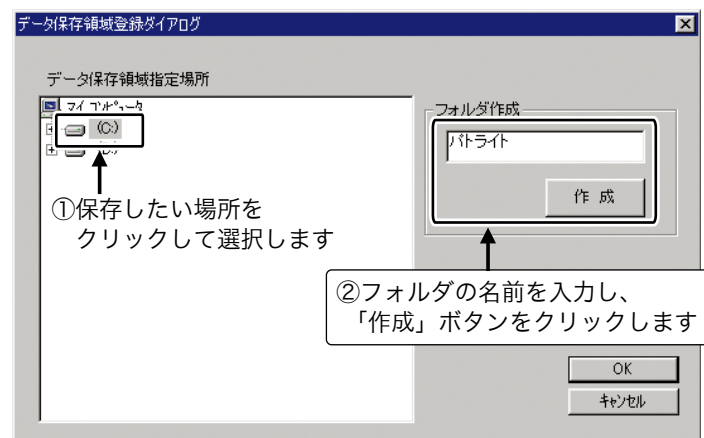 データ保存領域登録ダイアログ
データ保存領域指定場所
マイ コンピュータ
(C:)
フォルダ作成
パトライト
作 成
①保存したい場所を
クリックして選択します
②フォルダの名前を入力し、
「作成」ボタンをクリックします
OK
キャンセル